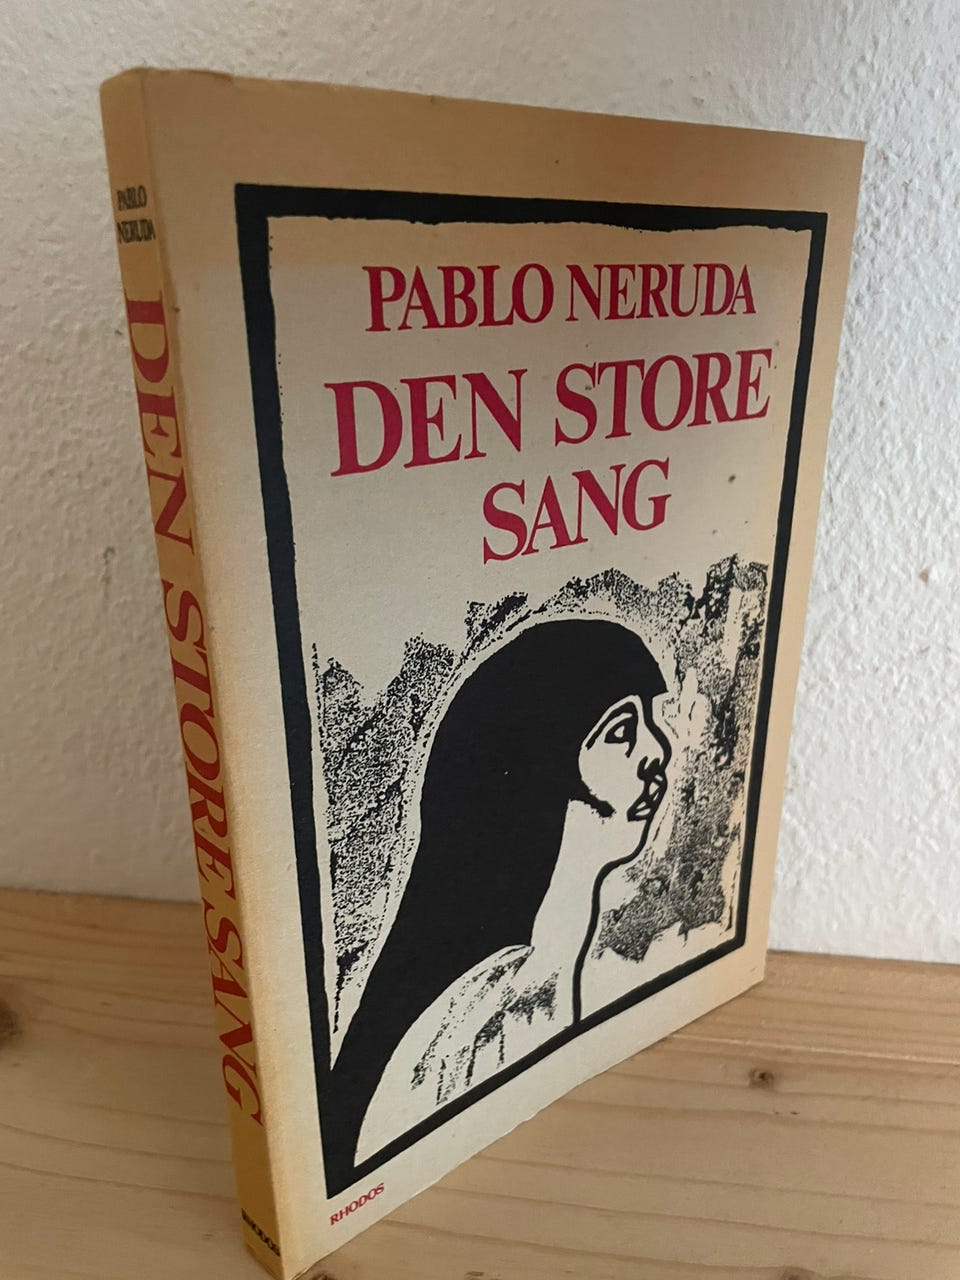 PABLO
NERUDA
DEN STORE SANG
RHODOS
PABLO NERUDA
DEN STORE
SANG
RHODOS